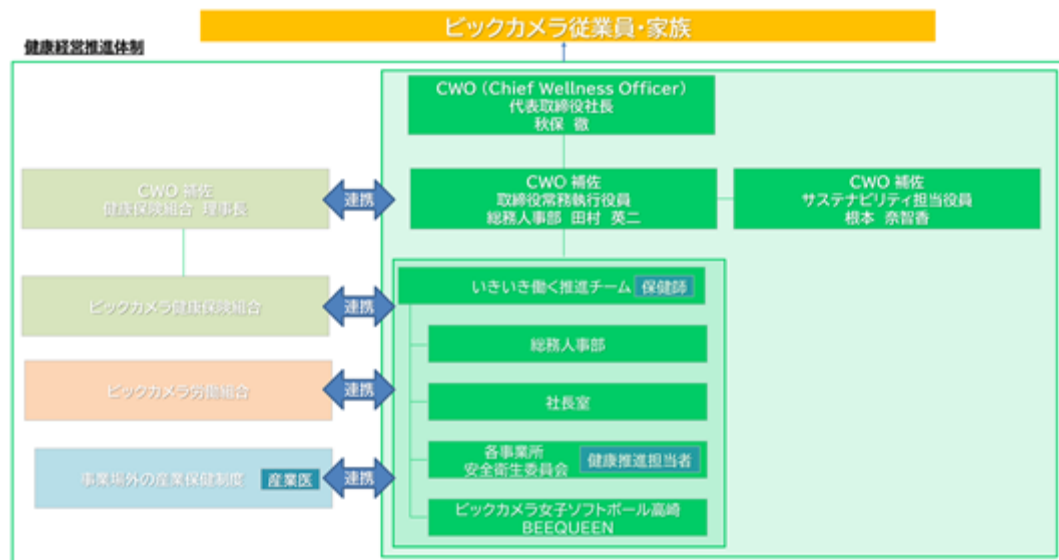 ビックカメラ従業員・家族
健康経営推進体制
CWO(Chief Wellness Officer)
代表取締役社長
秋保 徹
CWO 補佐
健康保険組合 理事長
連携
CWO 補佐
取締役常務執行役員
総務人事部 田村 英二
CWO 補佐
サステナビリティ担当役員
根本 奈智香
ビックカメラ健康保険組合
連携
いきいき働く推進チーム 保健師
総務人事部
ビックカメラ労働組合
連携
社長室
各事業所
安全衛生委員会
健康推進担当者
事業場外の産業保健制度 産業医
連携
ビックカメラ女子ソフトボール高崎
BEEQUEEN